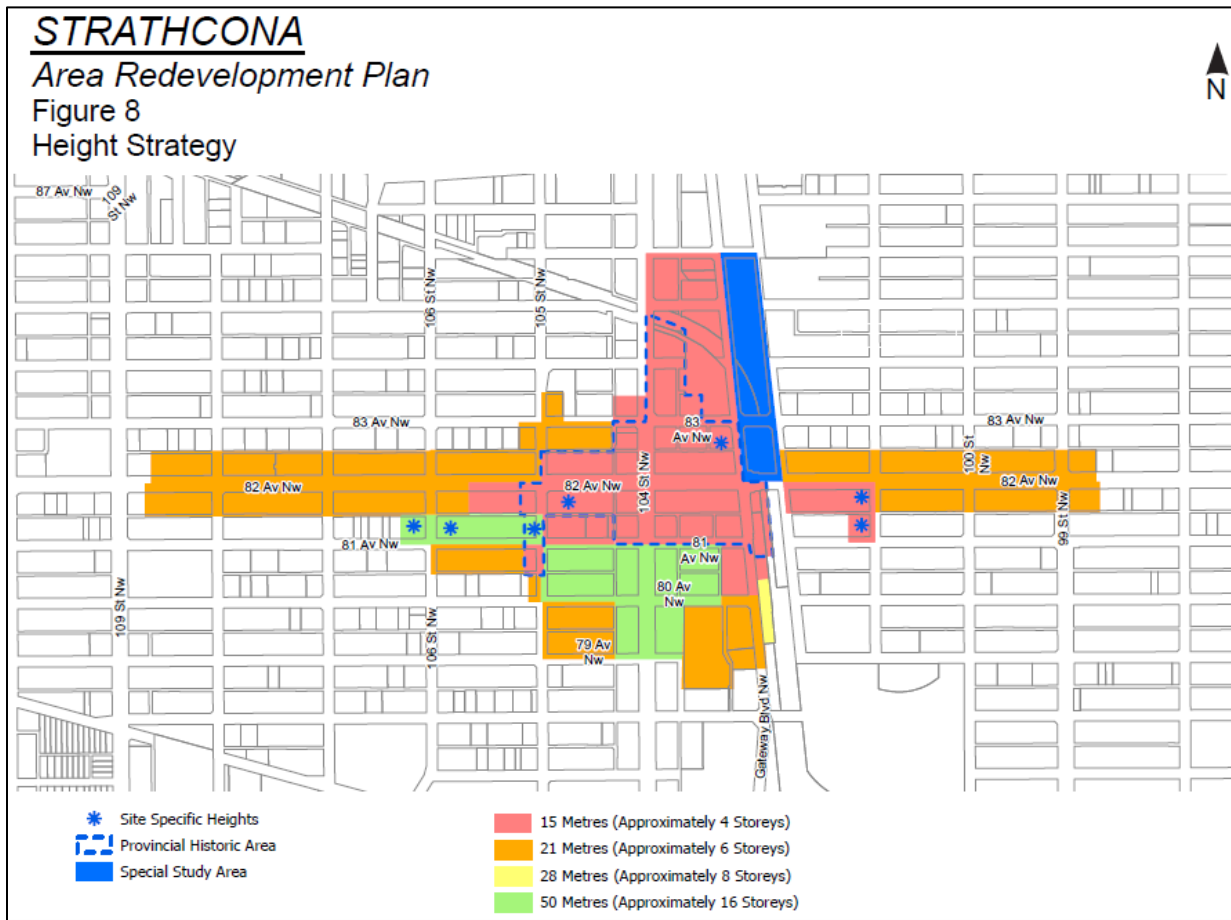 STRATHCONA
Area Redevelopment Plan
Figure 8
Height Strategy
N
87 Av Nw
109
St Nw
106 St Nw
105 St Nw
83 Av Nw
83
Av Nw
83 Av Nw
100 St
Nw
82 Av Nw
82 Av Nw
104 St Nw
82 Av Nw
99 St Nw
81 Av Nw
81
Av Nw
80 Av
Nw
109 St Nw
106 St Nw
79 Av
Nw
Gateway Blvd Nw
Site Specific Heights
Provincial Historic Area
Special Study Area
15 Metres (Approximately 4 Storeys)
21 Metres (Approximately 6 Storeys)
28 Metres (Approximately 8 Storeys)
50 Metres (Approximately 16 Storeys)